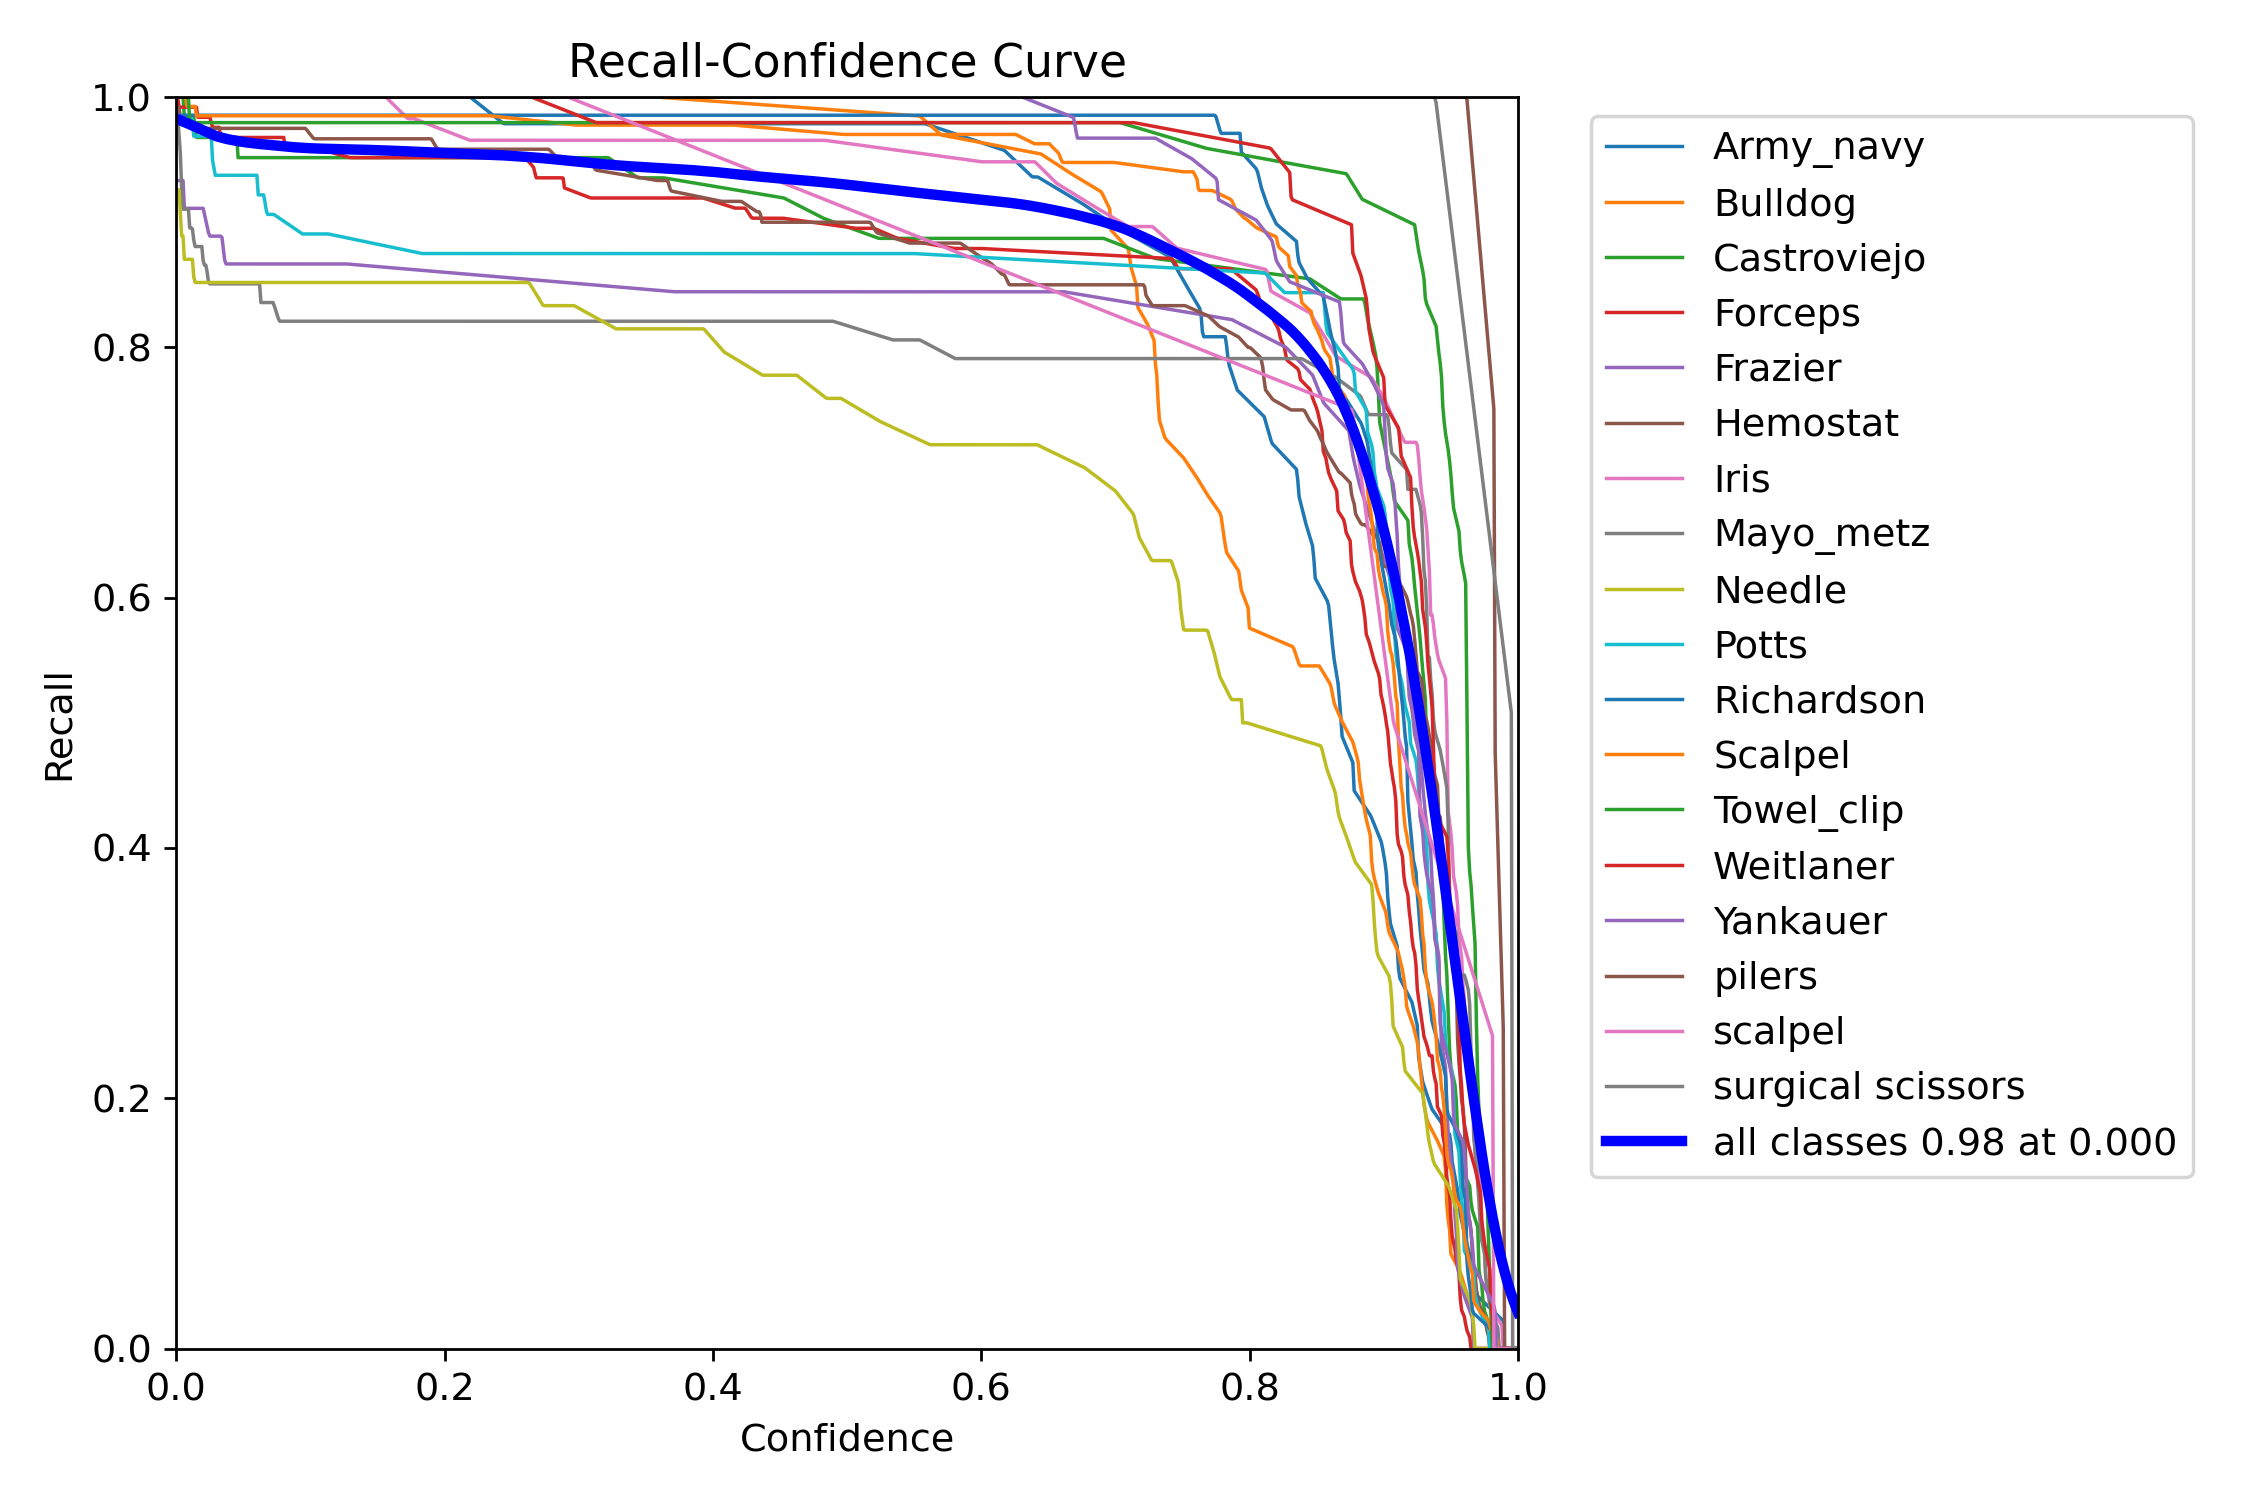 Recall-Confidence Curve
1.0
0.8
0.6
0.4
0.2
0.0
Recall
0.0 0.2 0.4 0.6 0.8 1.0
Confidence
Army_navy
Bulldog
Castroviejo
Forceps
Frazier
Hemostat
Iris
Mayo_metz
Needle
Potts
Richardson
Scalpel
Towel_clip
Weitlaner
Yankauer
pilers
scalpel
surgical scissors
all classes 0.98 at 0.000